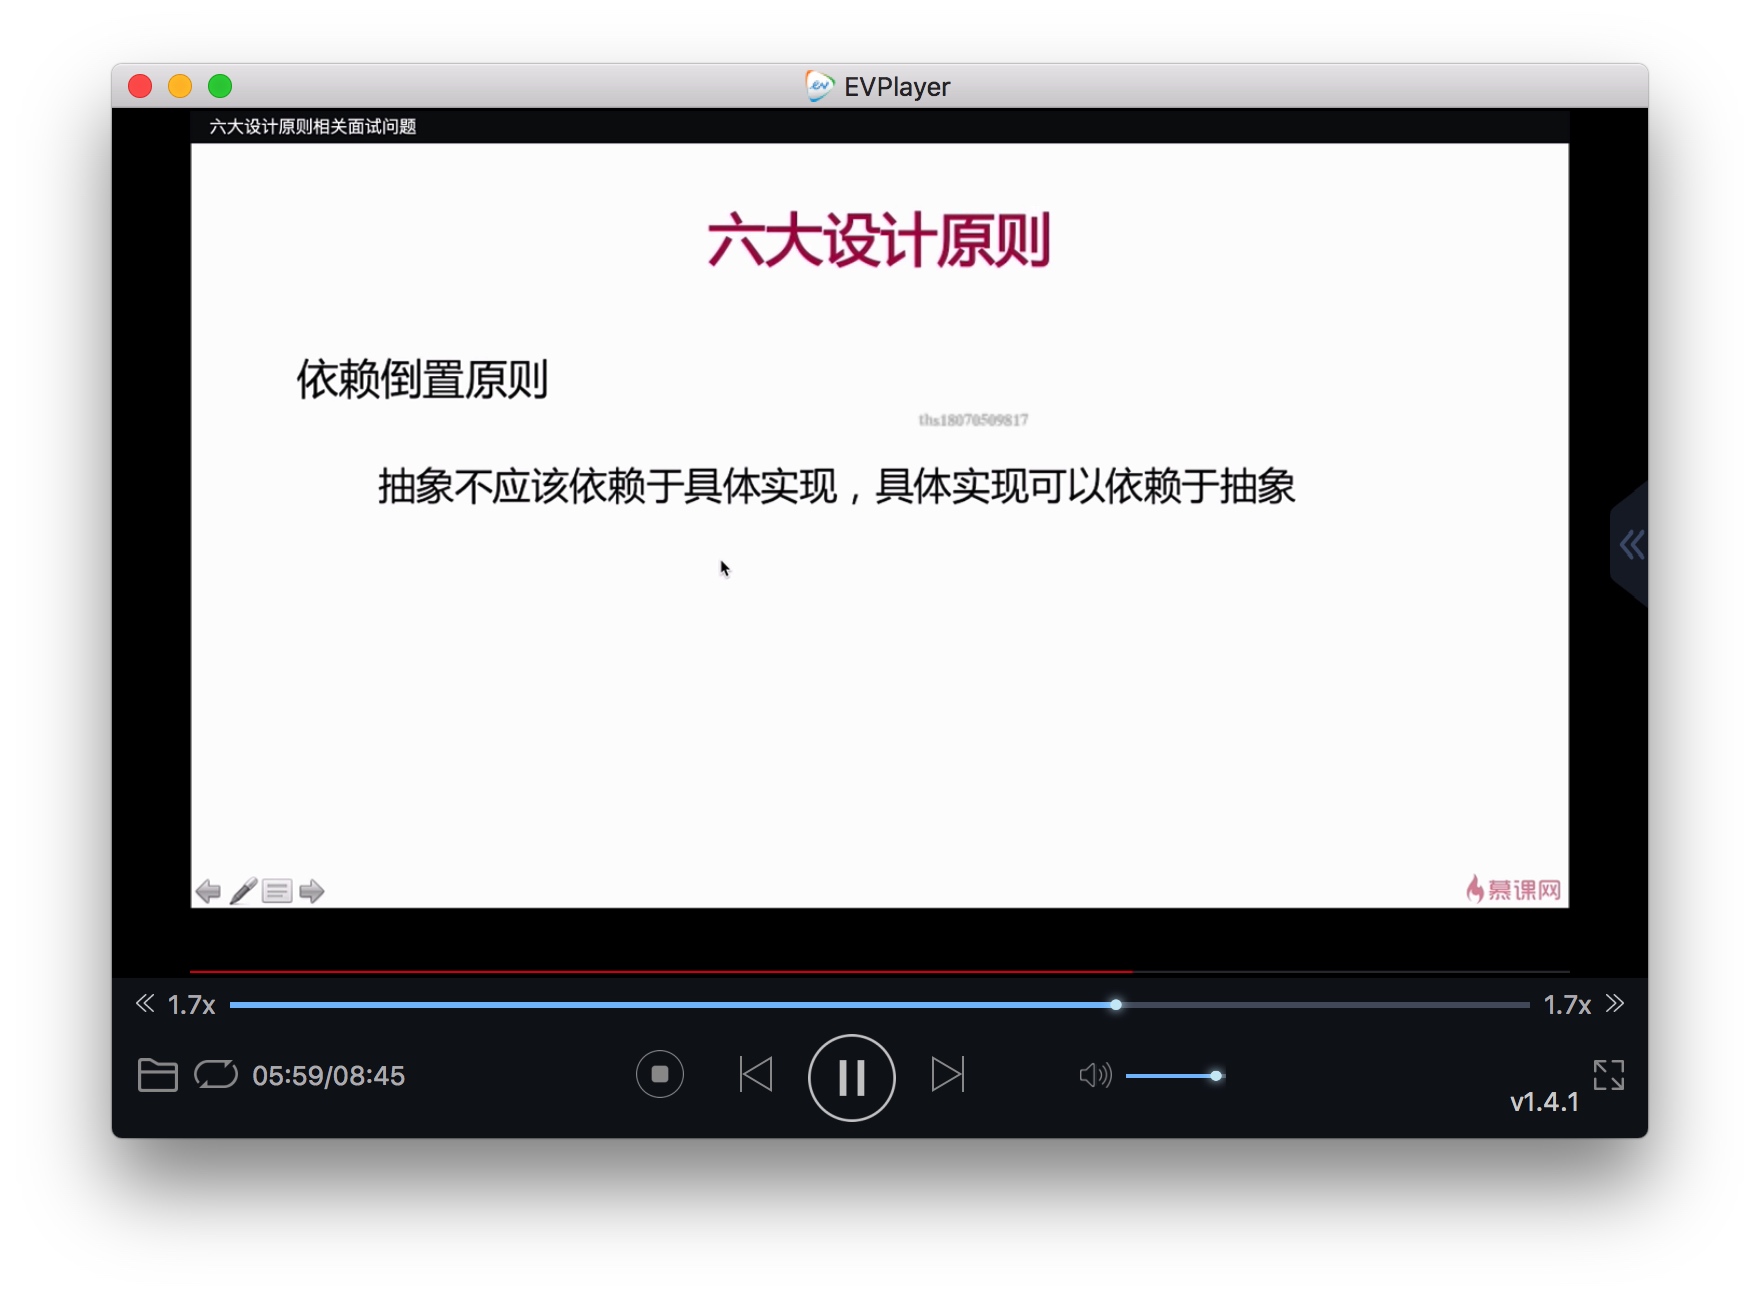 EVPlayer
六大设计原则相关面试问题
六大设计原则
依赖倒置原则
ths18070509817
抽象不应该依赖于具体实现，具体实现可以依赖于抽象
慕课网
1.7x
1.7x
05:59/08:45
v1.4.1